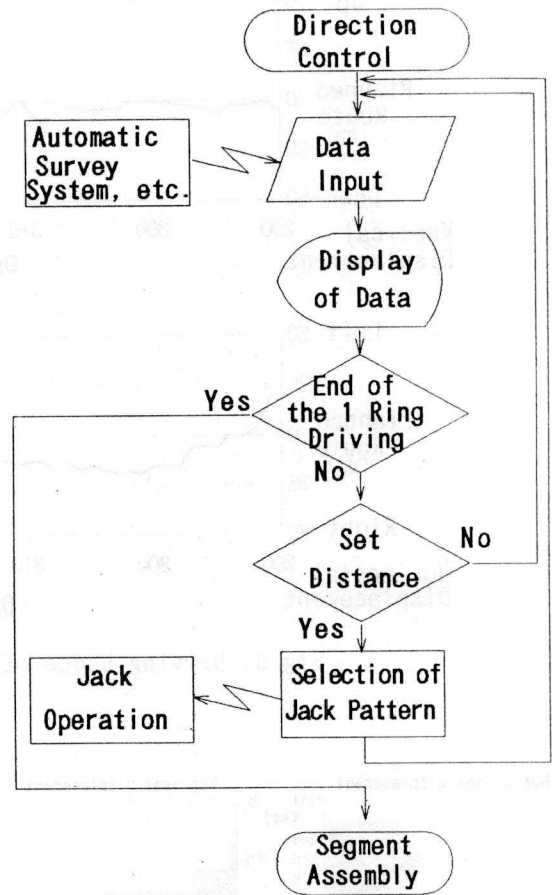 Direction
Control
Automatic
Survey
System, etc.
Data
Input
Display
of Data
End of
the 1 Ring
Driving
Yes
No
Set
Distance
No
Yes
Selection of
Jack Pattern
Jack
Operation
Segment
Assembly